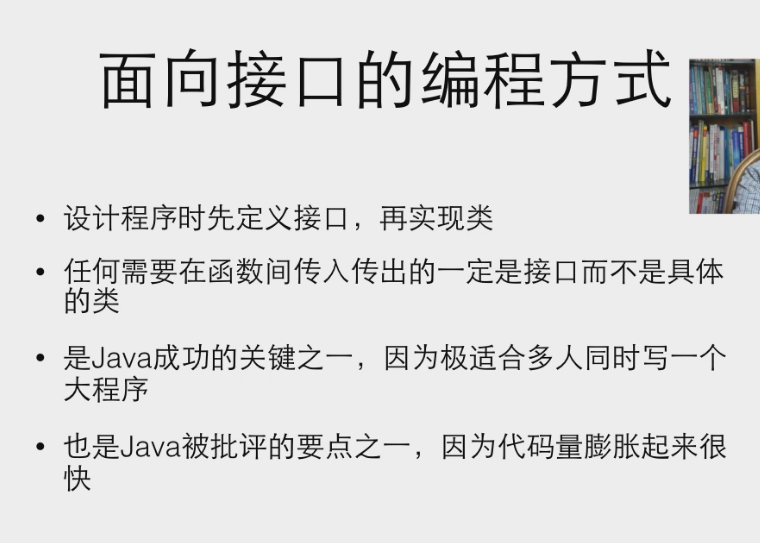 面向接口的编程方式
• 设计程序时先定义接口，再实现类
• 任何需要在函数间传入传出的一定是接口而不是具体
的类
• 是Java成功的关键之一，因为极适合多人同时写一个
大程序
• 也是Java被批评的要点之一，因为代码量膨胀起来很
快